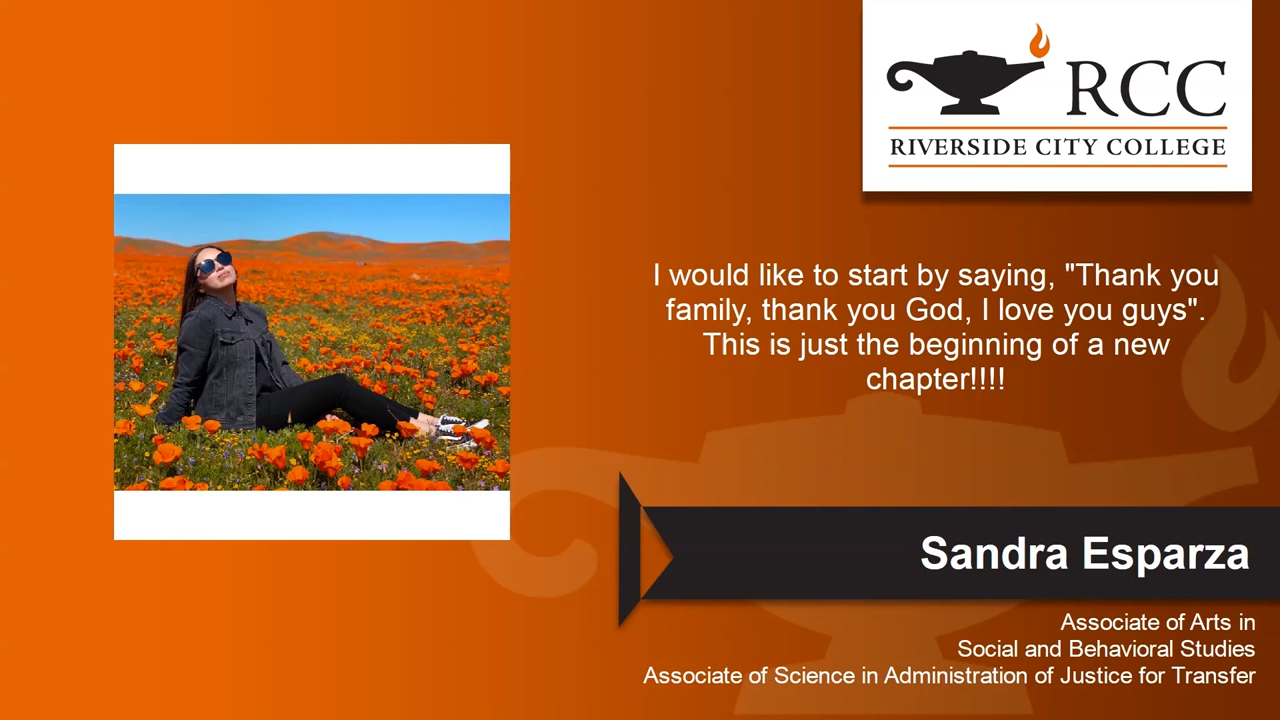 RCC
RIVERSIDE CITY COLLEGE
I would like to start by saying, "Thank you
family, thank you God, I love you guys".
This is just the beginning of a new
chapter!!!!
Sandra Esparza
Associate of Arts in
Social and Behavioral Studies
Associate of Science in Administration of Justice for Transfer